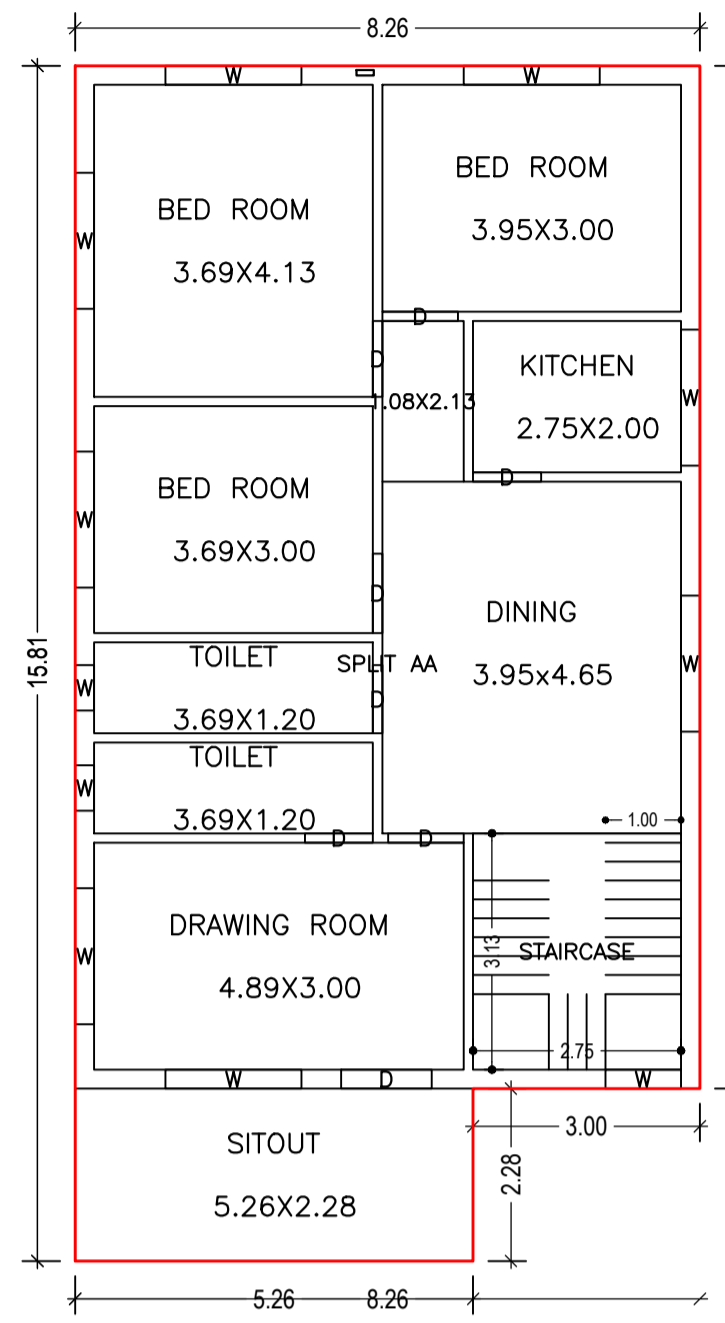 8.26
W
W
BED ROOM
3.69X4.13
BED ROOM
3.95X3.00
W
D
D
1.08X2.13
KITCHEN
2.75X2.00
W
D
BED ROOM
3.69X3.00
W
D
DINING
3.95x4.65
W
15.81
TOILET
3.69X1.20
W
SPLIT AA
D
TOILET
3.69X1.20
W
D
D
1.00
DRAWING ROOM
4.89X3.00
W
3.13
STAIRCASE
2.75
W
D
W
3.00
2.28
SITOUT
5.26X2.28
5.26
8.26